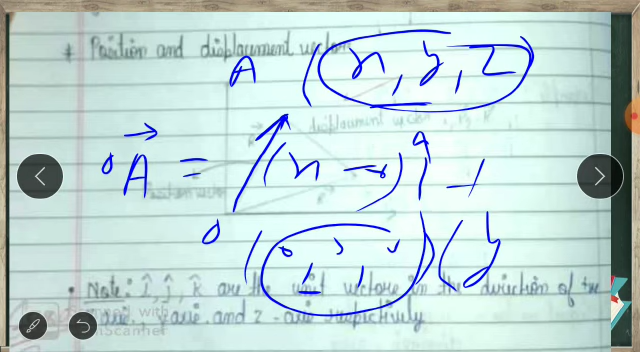 * Position and displacement vector
A (x, y, z)
displacement vector
OA = (x - 0) î +
O (0, 0, 0) (y
• Note: î, ĵ, k̂ are the unit vectors in the direction of the
axis and z-axis respectively